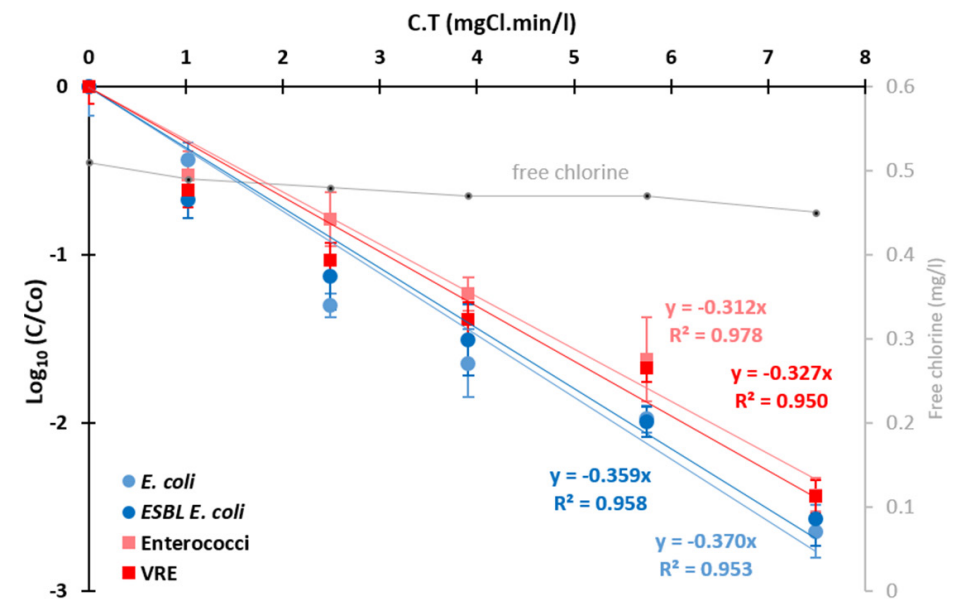 C.T (mgCl.min/l)
0 1 2 3 4 5 6 7 8
0 0.6
free chlorine 0.5
-1 0.4
Log₁₀ (C/Co)
Free chlorine (mg/l)
y = -0.312x
R² = 0.978
0.3
y = -0.327x
R² = 0.950
-2 0.2
y = -0.359x
R² = 0.958
E. coli
ESBL E. coli
0.1
Enterococci
VRE
y = -0.370x
R² = 0.953
-3 0